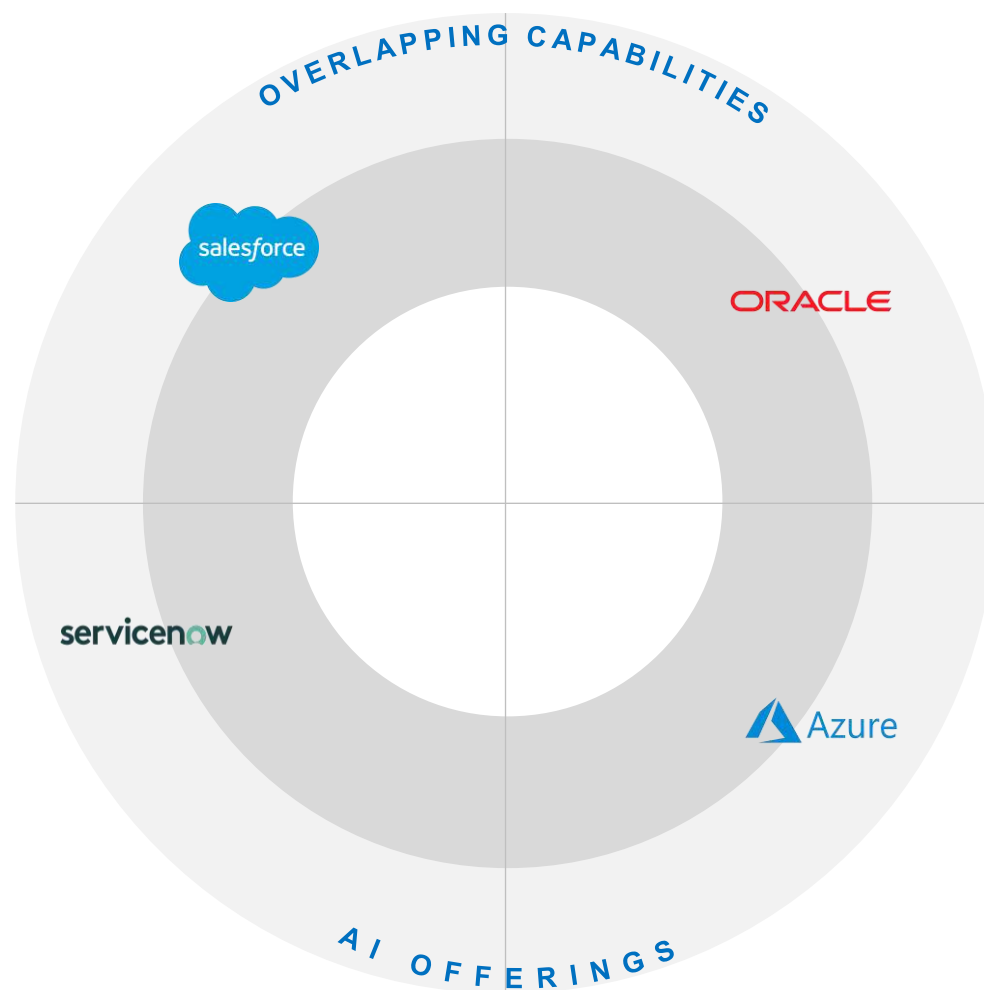 OVERLAPPING CAPABILITIES
salesforce
ORACLE
servicenow
Azure
AI OFFERINGS